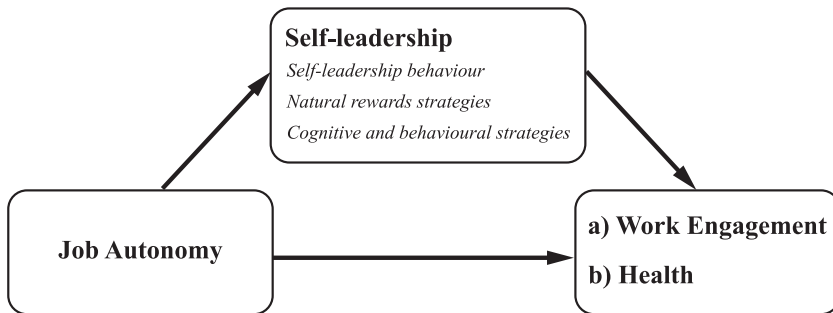 Self-leadership
Self-leadership behaviour
Natural rewards strategies
Cognitive and behavioural strategies
Job Autonomy
a) Work Engagement
b) Health